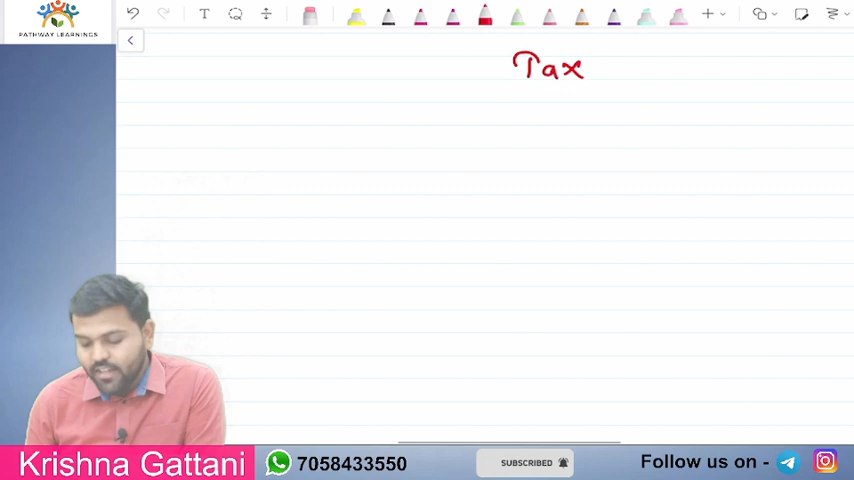 PATHWAY LEARNINGS
T
Tax
Krishna Gattani
7058433550
SUBSCRIBED
Follow us on -